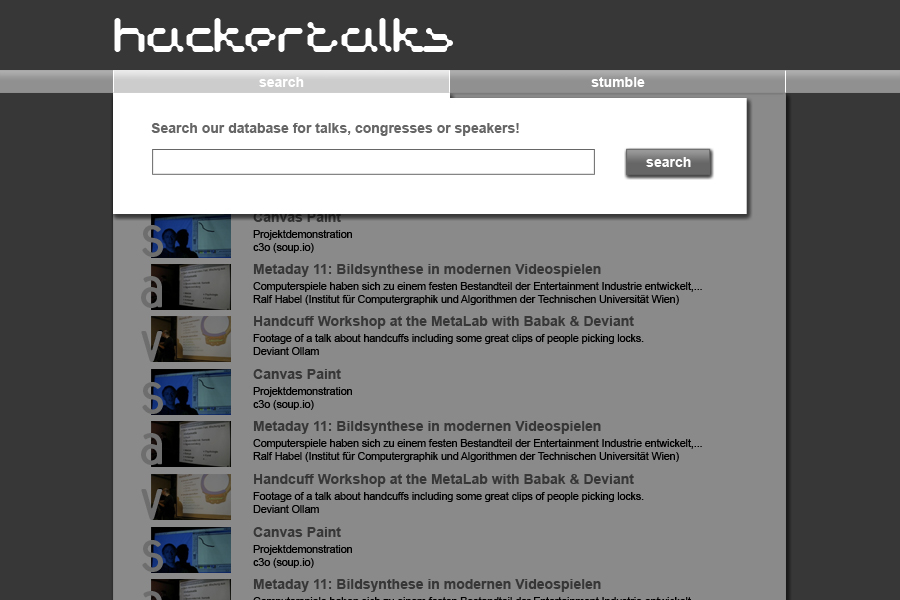 hackertalks
search
stumble
Search our database for talks, congresses or speakers!
search
Canvas Paint
Projektdemonstration
c3o (soup.io)
s
Metaday 11: Bildsynthese in modernen Videospielen
Computerspiele haben sich zu einem festen Bestandteil der Entertainment Industrie entwickelt,...
Ralf Habel (Institut für Computergraphik und Algorithmen der Technischen Universität Wien)
a
Handcuff Workshop at the MetaLab with Babak & Deviant
Footage of a talk about handcuffs including some great clips of people picking locks.
Deviant Ollam
v
Canvas Paint
Projektdemonstration
c3o (soup.io)
s
Metaday 11: Bildsynthese in modernen Videospielen
Computerspiele haben sich zu einem festen Bestandteil der Entertainment Industrie entwickelt,...
Ralf Habel (Institut für Computergraphik und Algorithmen der Technischen Universität Wien)
a
Handcuff Workshop at the MetaLab with Babak & Deviant
Footage of a talk about handcuffs including some great clips of people picking locks.
Deviant Ollam
v
Canvas Paint
Projektdemonstration
c3o (soup.io)
s
Metaday 11: Bildsynthese in modernen Videospielen
a